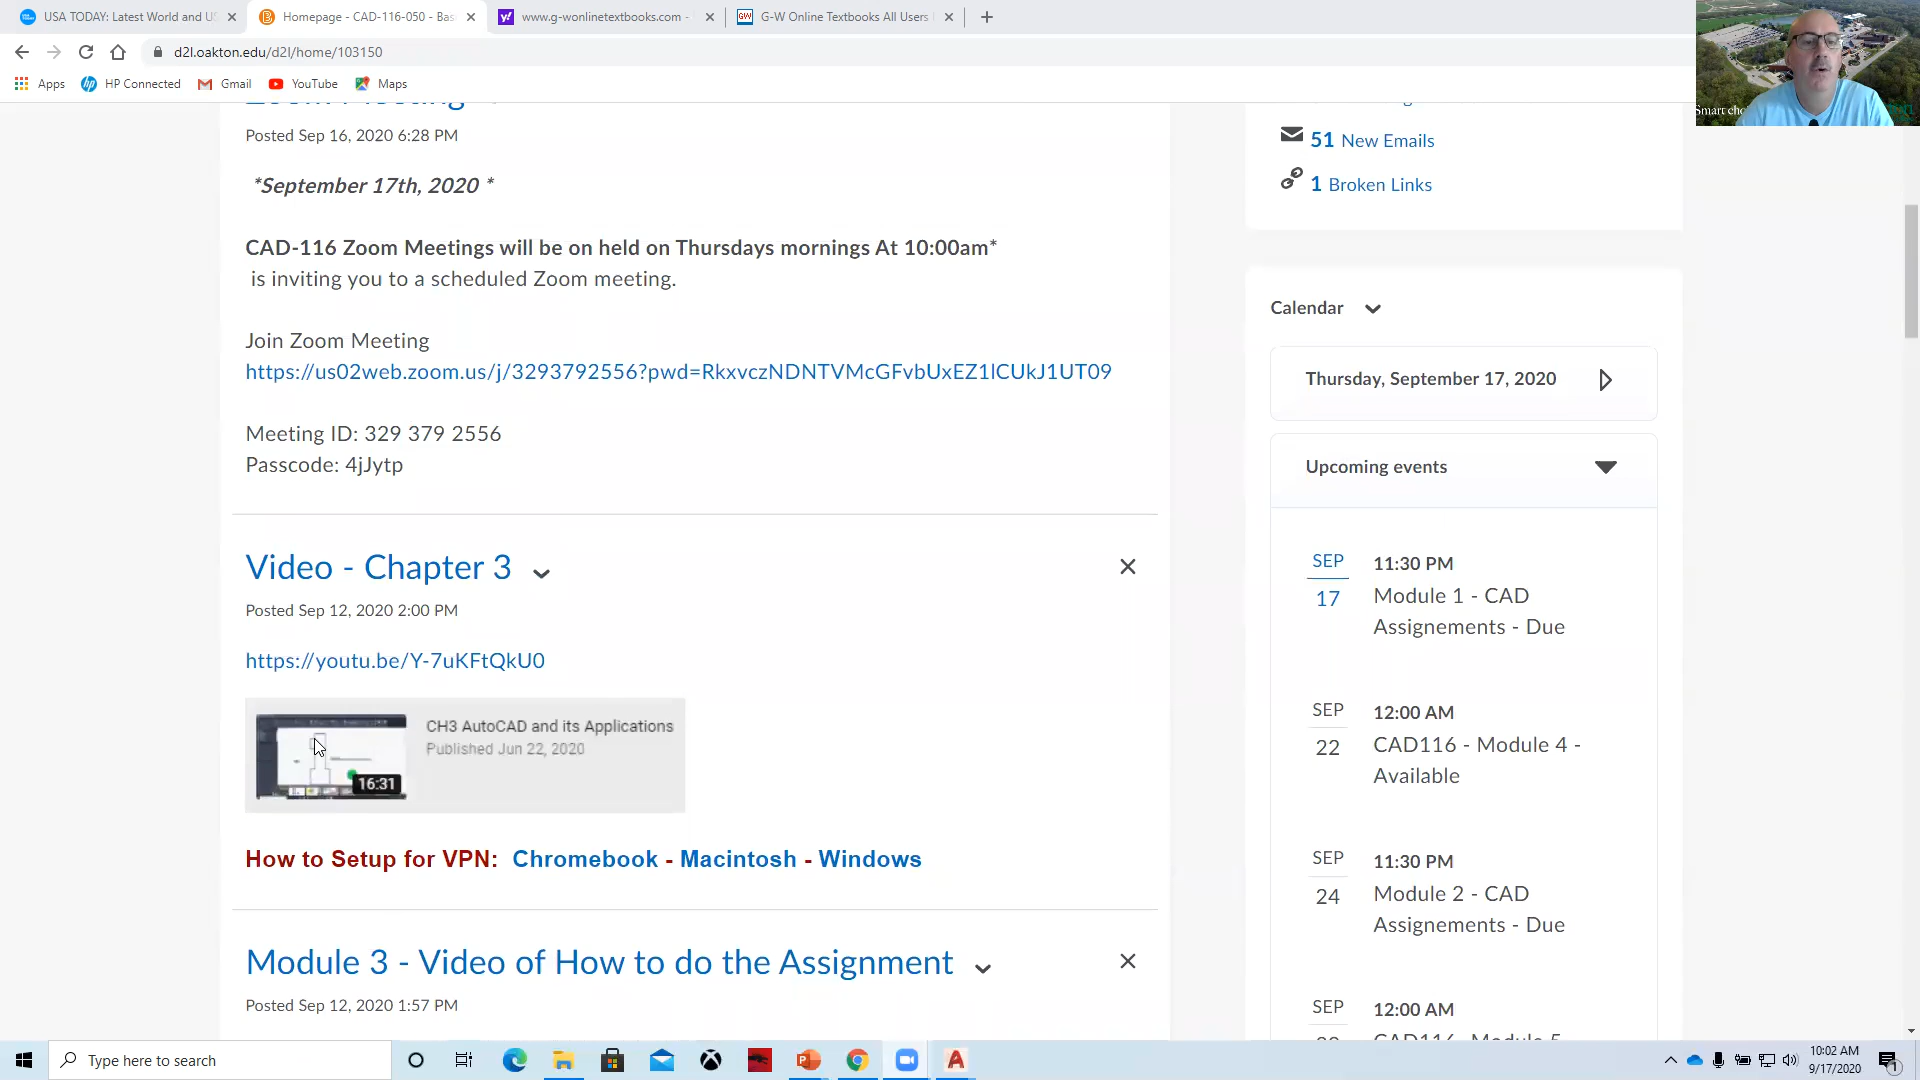 USA TODAY: Latest World and US
Homepage - CAD-116-050 - Bas
www.g-wonlinetextbooks.com -
G-W Online Textbooks All Users
d2l.oakton.edu/d2l/home/103150
Apps
HP Connected
Gmail
YouTube
Maps
Zoom Meeting
Posted Sep 16, 2020 6:28 PM
*September 17th, 2020 *
CAD-116 Zoom Meetings will be on held on Thursdays mornings At 10:00am*
is inviting you to a scheduled Zoom meeting.
Join Zoom Meeting
https://us02web.zoom.us/j/3293792556?pwd=RkxvczNDNTVMcGFvbUxEZ1lCUkJ1UT09
Meeting ID: 329 379 2556
Passcode: 4jJytp
Video - Chapter 3
Posted Sep 12, 2020 2:00 PM
https://youtu.be/Y-7uKFtQkU0
CH3 AutoCAD and its Applications
Published Jun 22, 2020
16:31
How to Setup for VPN: Chromebook - Macintosh - Windows
Module 3 - Video of How to do the Assignment
Posted Sep 12, 2020 1:57 PM
51 New Emails
1 Broken Links
Calendar
Thursday, September 17, 2020
Upcoming events
SEP
17
11:30 PM
Module 1 - CAD
Assignements - Due
SEP
22
12:00 AM
CAD116 - Module 4 -
Available
SEP
24
11:30 PM
Module 2 - CAD
Assignements - Due
SEP
12:00 AM
CAD116 - Module 5
Smart cho
Type here to search
10:02 AM
9/17/2020